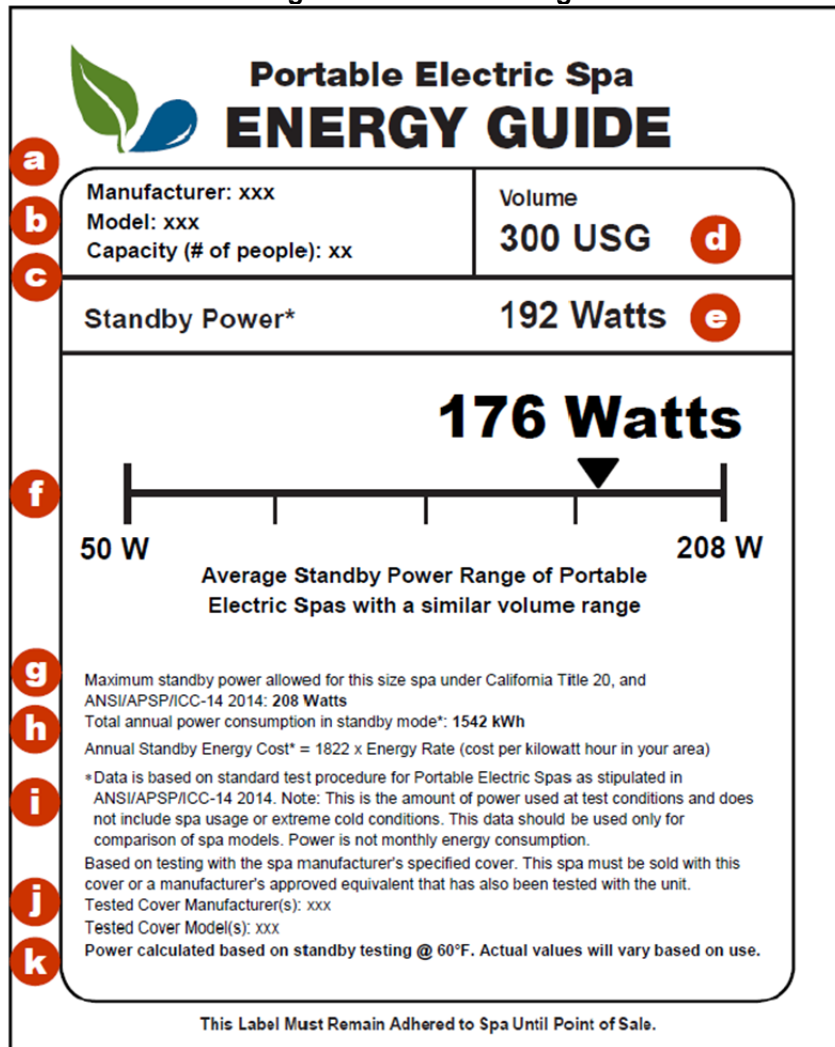 Portable Electric Spa
ENERGY GUIDE
a
Manufacturer: xxx
b
Model: xxx
Capacity (# of people): xx
Volume
300 USG
d
c
Standby Power*
192 Watts
e
176 Watts
f
50 W
208 W
Average Standby Power Range of Portable
Electric Spas with a similar volume range
g
Maximum standby power allowed for this size spa under California Title 20, and
ANSI/APSP/ICC-14 2014: 208 Watts
h
Total annual power consumption in standby mode*: 1542 kWh
Annual Standby Energy Cost* = 1822 x Energy Rate (cost per kilowatt hour in your area)
i
*Data is based on standard test procedure for Portable Electric Spas as stipulated in
ANSI/APSP/ICC-14 2014. Note: This is the amount of power used at test conditions and does
not include spa usage or extreme cold conditions. This data should be used only for
comparison of spa models. Power is not monthly energy consumption.
Based on testing with the spa manufacturer's specified cover. This spa must be sold with this
cover or a manufacturer's approved equivalent that has also been tested with the unit.
j
Tested Cover Manufacturer(s): xxx
Tested Cover Model(s): xxx
k
Power calculated based on standby testing @ 60°F. Actual values will vary based on use.
This Label Must Remain Adhered to Spa Until Point of Sale.